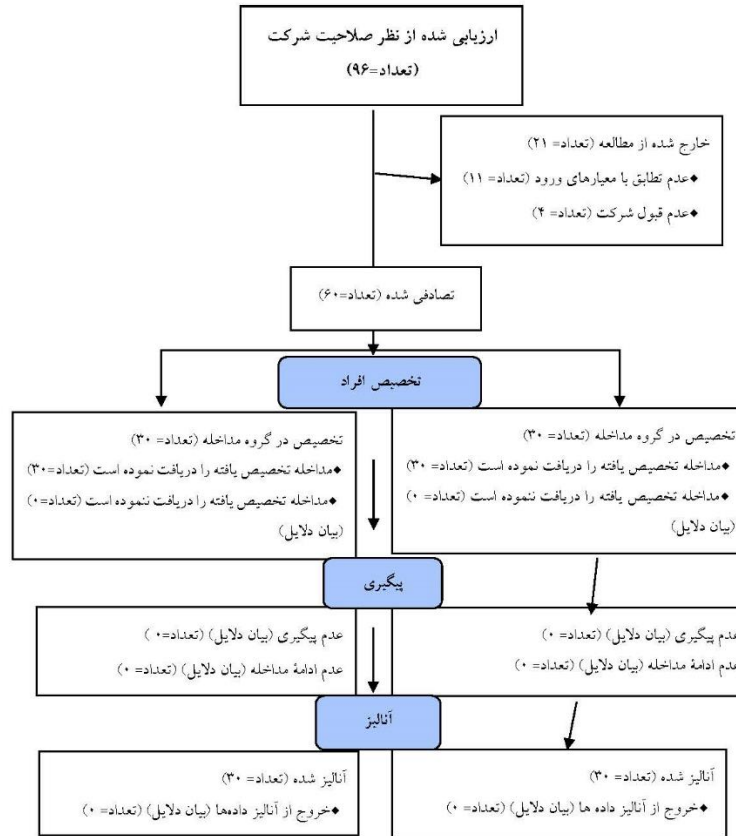 ارزیابی شده از نظر صلاحیت شرکت
(تعداد=۹۶)
خارج شده از مطالعه (تعداد= ۲۱)
◆عدم تطابق با معیارهای ورود (تعداد= ۱۱)
◆عدم قبول شرکت (تعداد= ۴)
تصادفی شده (تعداد=۶۰)
تخصیص افراد
تخصیص در گروه مداخله (تعداد= ۳۰)
◆مداخله تخصیص یافته را دریافت نموده است (تعداد= ۳۰)
◆مداخله تخصیص یافته را دریافت ننموده است (تعداد= ۰)
(بیان دلایل)
تخصیص در گروه مداخله (تعداد= ۳۰)
◆مداخله تخصیص یافته را دریافت نموده است (تعداد=۳۰)
◆مداخله تخصیص یافته را دریافت ننموده است (تعداد=۰)
(بیان دلایل)
پیگیری
عدم پیگیری (بیان دلایل) (تعداد= ۰)
عدم ادامهٔ مداخله (بیان دلایل) (تعداد= ۰)
عدم پیگیری (بیان دلایل) (تعداد=۰ )
عدم ادامهٔ مداخله (بیان دلایل) (تعداد= ۰)
آنالیز
آنالیز شده (تعداد= ۳۰)
◆خروج از آنالیز داده ها (بیان دلایل) (تعداد= ۰)
آنالیز شده (تعداد= ۳۰)
◆خروج از آنالیز داده‌ها (بیان دلایل) (تعداد= ۰)